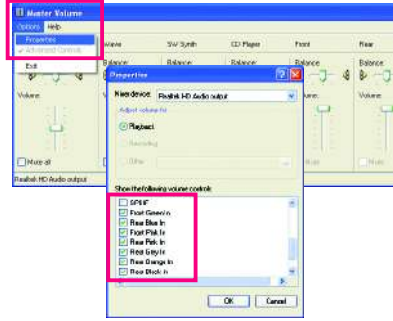 Master Volume
Options Help
Properties
Advanced Controls
Exit
Wave
SW Synth
CD Player
Front
Rear
Balance:
Balance:
Balance:
Balance:
Balance:
Volume:
Volume:
Mute all
Mute
Mute
Realtek HD Audio output
Properties
Mixer device: Realtek HD Audio output
Adjust volume for
Playback
Recording
Other
Show the following volume controls:
SPDIF
Front Green In
Rear Blue In
Front Pink In
Rear Pink In
Rear Grey In
Rear Orange In
Rear Black In
OK Cancel